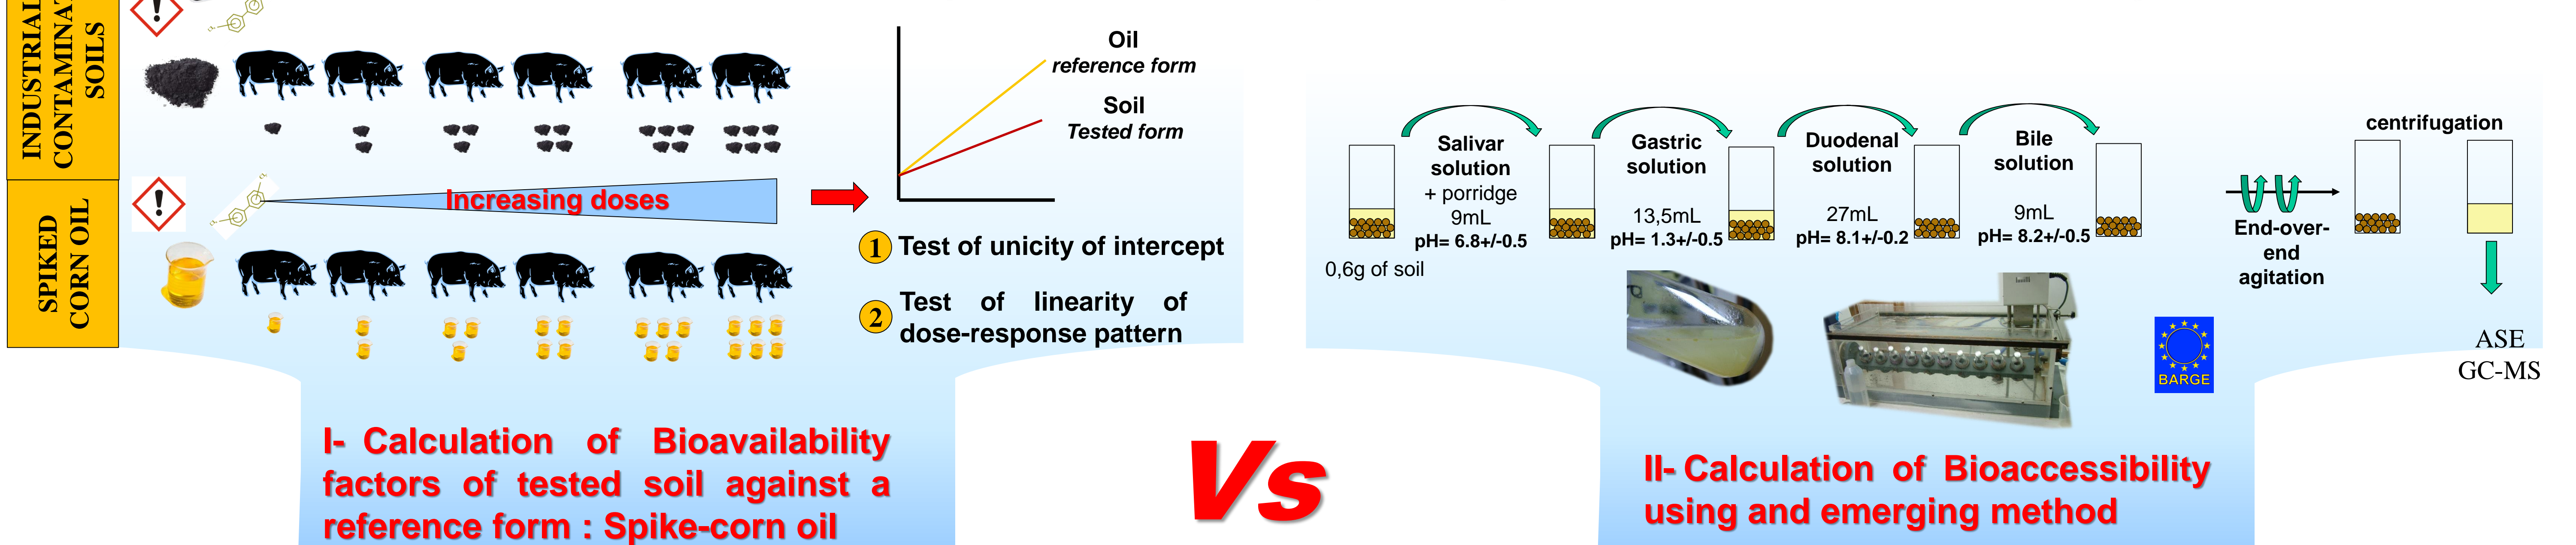 INDUSTRIAL
SOILS
SPIKED
CORN OIL
Increasing doses
Oil
reference form
Soil
Tested form
1 Test of unicity of intercept
2 Test of linearity of
dose-response pattern
I- Calculation of Bioavailability
factors of tested soil against a
reference form : Spike-corn oil
Vs
0,6g of soil
Salivar
solution
+ porridge
9mL
pH= 6.8+/-0.5
Gastric
solution
13,5mL
pH= 1.3+/-0.5
Duodenal
solution
27mL
pH= 8.1+/-0.2
Bile
solution
9mL
pH= 8.2+/-0.5
End-over-
end
agitation
centrifugation
ASE
GC-MS
BARGE
II- Calculation of Bioaccessibility
using and emerging method